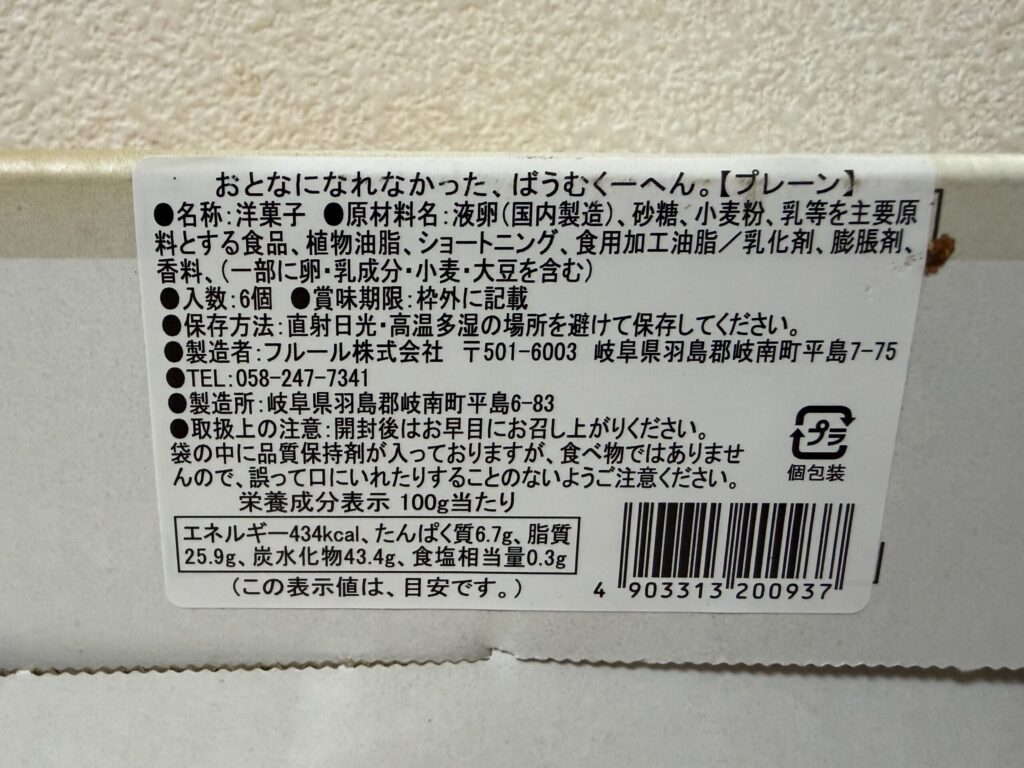 おとなになれなかった、ばうむくーへん。【プレーン】
●名称:洋菓子 ●原材料名:液卵(国内製造)、砂糖、小麦粉、乳等を主要原
料とする食品、植物油脂、ショートニング、食用加工油脂/乳化剤、膨脹剤、
香料、(一部に卵・乳成分・小麦・大豆を含む)
●入数:6個 ●賞味期限:枠外に記載
●保存方法:直射日光・高温多湿の場所を避けて保存してください。
●製造者:フルール株式会社 〒501-6003 岐阜県羽島郡岐南町平島7-75
●TEL:058-247-7341
●製造所:岐阜県羽島郡岐南町平島6-83
●取扱上の注意:開封後はお早目にお召し上がりください。
袋の中に品質保持剤が入っておりますが、食べ物ではありませ
んので、誤って口にいれたりすることのないようご注意ください。
プラ
個包装
栄養成分表示 100g当たり
エネルギー434kcal、たんぱく質6.7g、脂質
25.9g、炭水化物43.4g、食塩相当量0.3g
(この表示値は、目安です。)
4 903313 200937